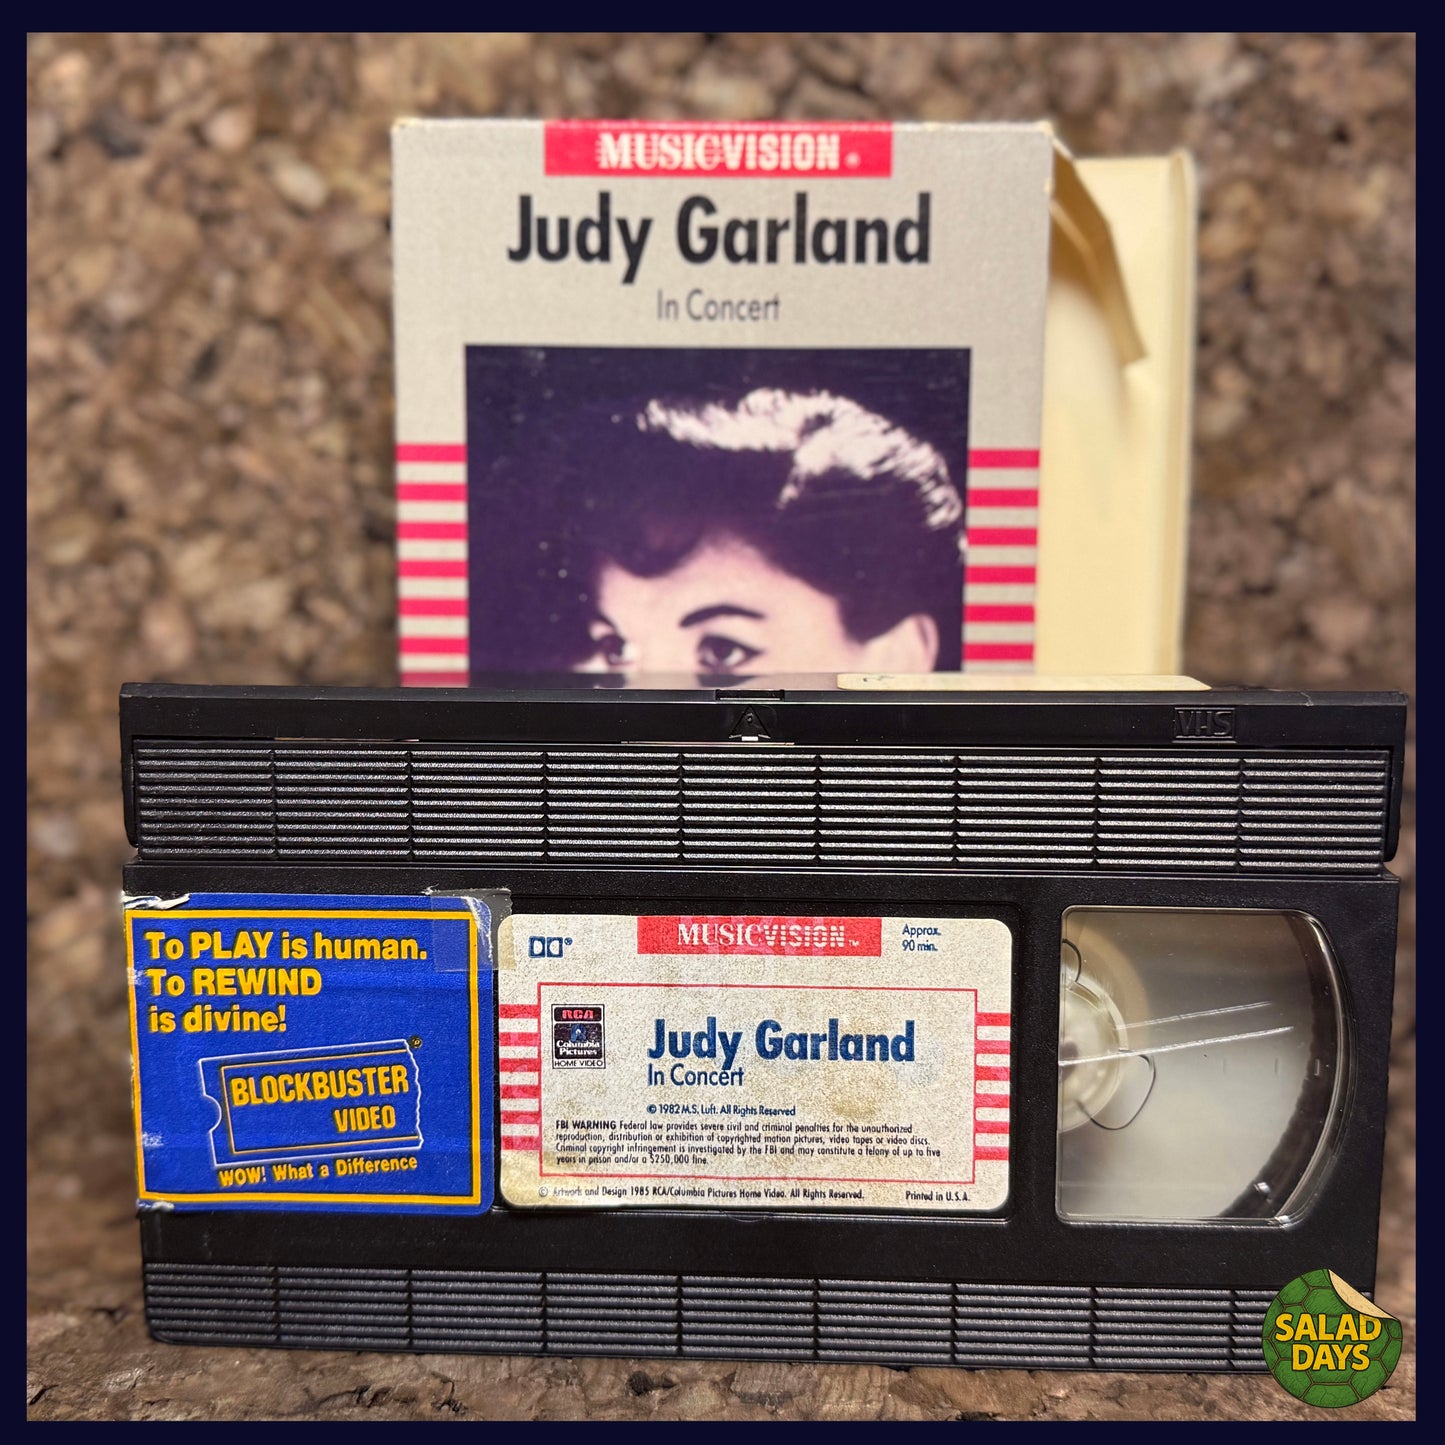 MUSICVISION
Judy Garland
In Concert
VHS
To PLAY is human.
To REWIND
is divine!
BLOCKBUSTER
VIDEO
WOW! What a Difference
MUSICVISION™
Approx.
90 min.
RCA
Columbia
Pictures
HOME VIDEO
Judy Garland
In Concert
© 1982 M.S. Luft. All Rights Reserved
FBI WARNING Federal law provides severe civil and criminal penalties for the unauthorized
reproduction, distribution or exhibition of copyrighted motion pictures, video tapes or video discs.
Criminal copyright infringement is investigated by the FBI and may constitute a felony of up to five
years in prison and/or a $250,000 fine.
© Artwork and Design 1985 RCA/Columbia Pictures Home Video. All Rights Reserved.
Printed in U.S.A.
SALAD
DAYS